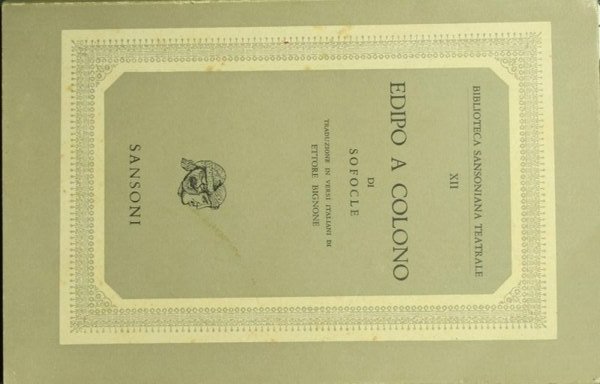 BIBLIOTECA SANSONIANA TEATRALE
XII
EDIPO A COLONO
DI
SOFOCLE
TRADUZIONE IN VERSI ITALIANI DI
ETTORE BIGNONE
SANSONI